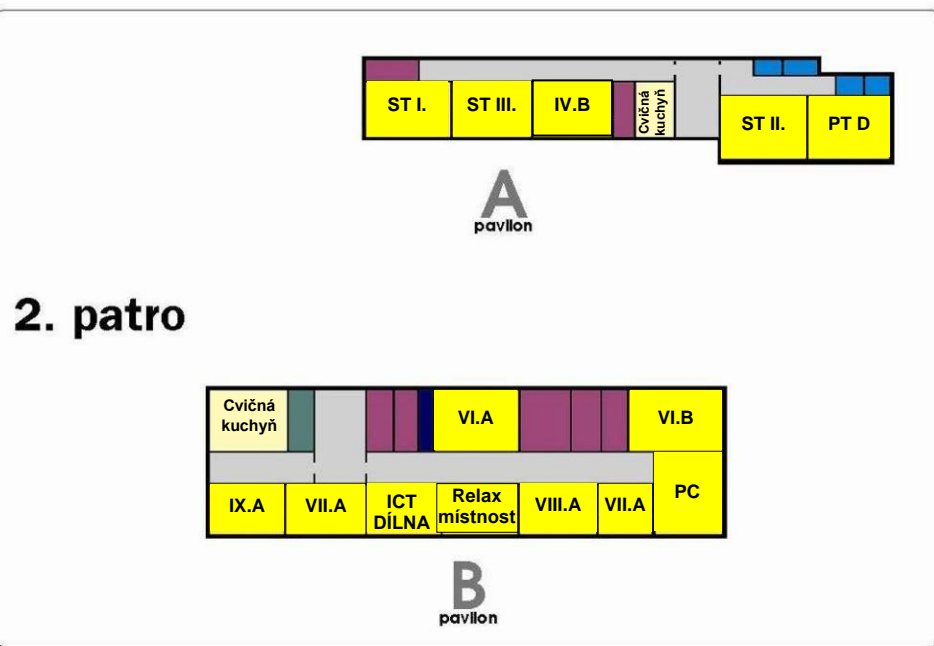 ST I.
ST III.
IV.B
Cvičná
kuchyň
ST II.
PT D
A
pavilon
2. patro
Cvičná
kuchyň
VI.A
VI.B
IX.A
VII.A
ICT
DÍLNA
Relax
místnost
VIII.A
VII.A
PC
B
pavilon